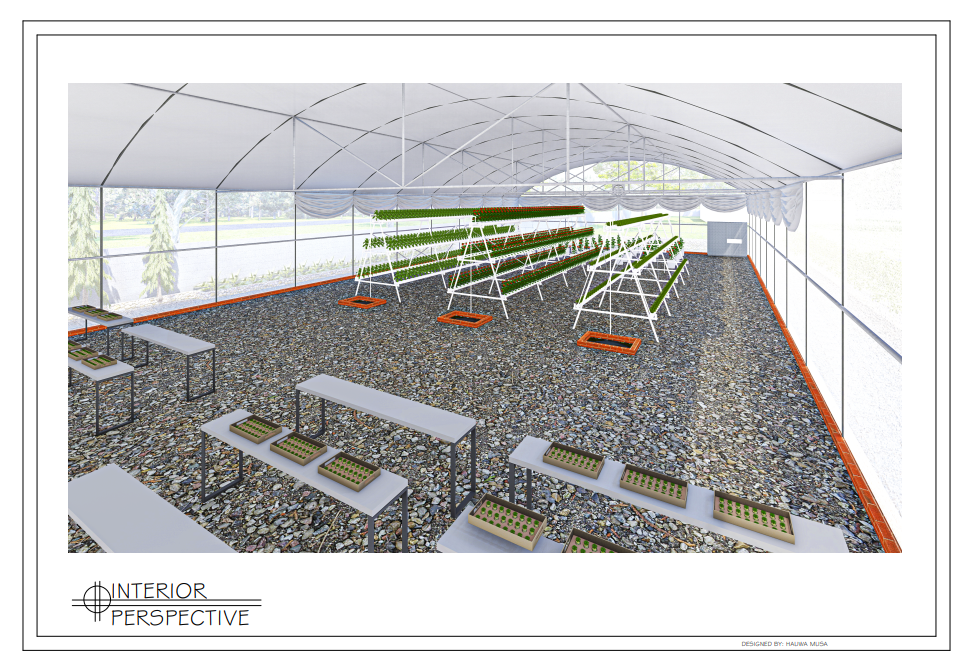 INTERIOR
PERSPECTIVE
DESIGNED BY: HAUWA MUSA